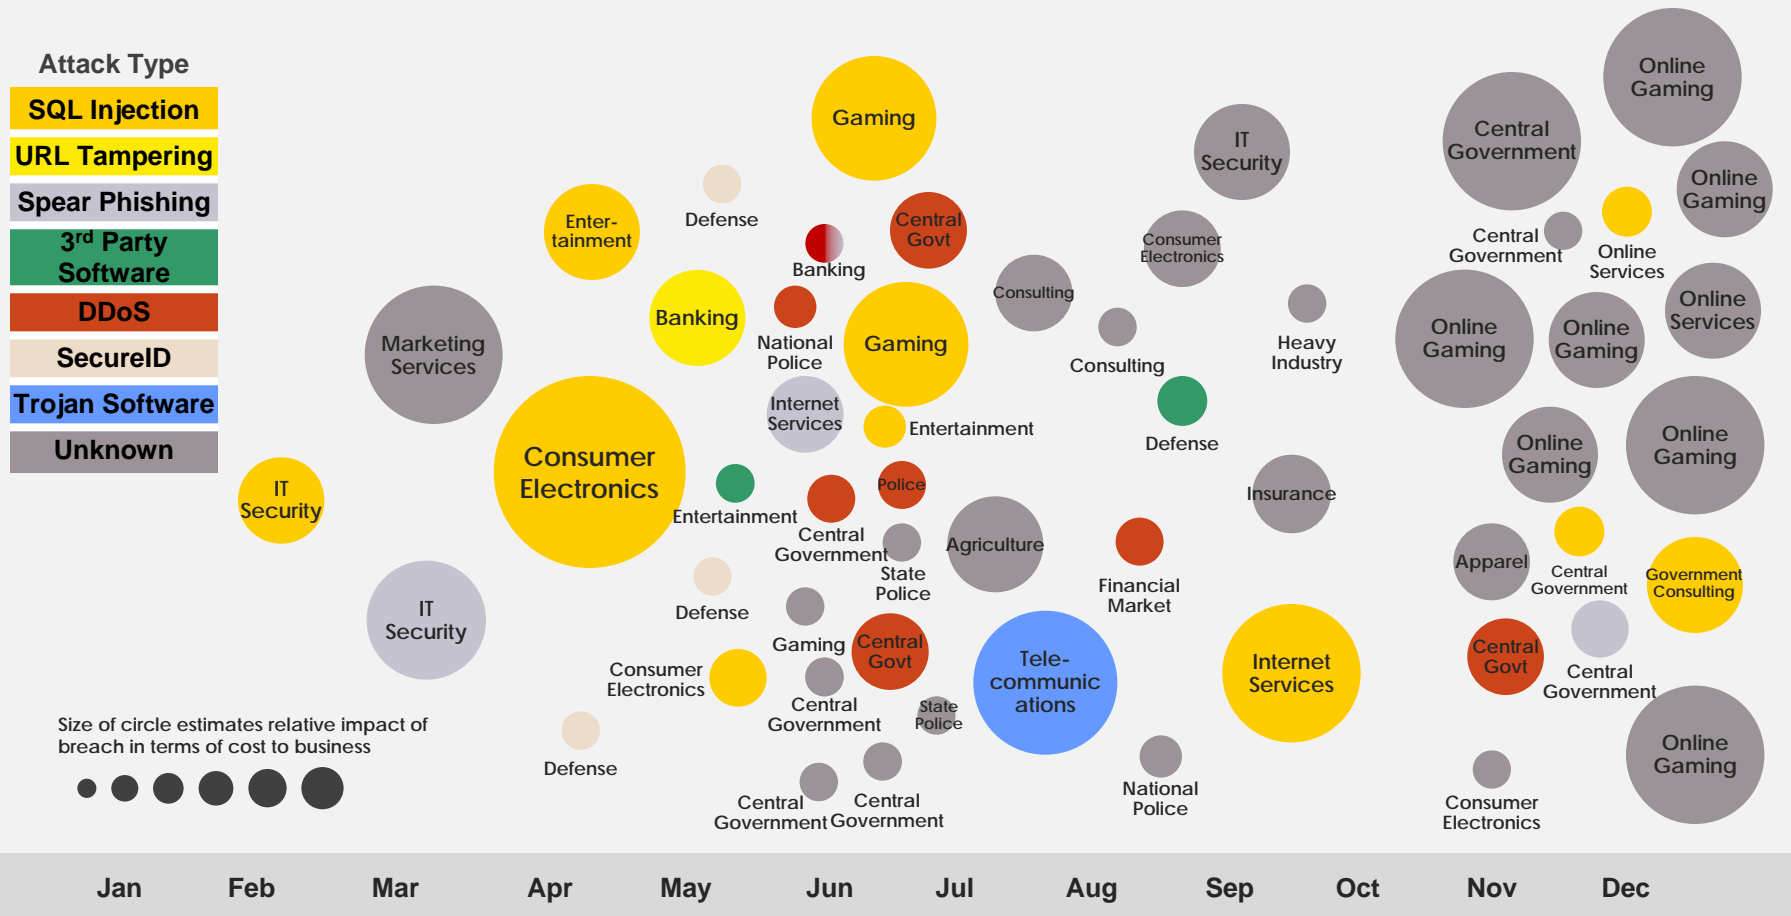 Attack Type
SQL Injection
URL Tampering
Spear Phishing
3rd Party
Software
DDoS
SecureID
Trojan Software
Unknown
IT
Security
Marketing
Services
IT
Security
Enter-
tainment
Consumer
Electronics
Defense
Defense
Banking
Entertainment
Defense
Consumer
Electronics
Gaming
Banking
National
Police
Internet
Services
Central
Government
Gaming
Central
Government
Central
Government
Central
Govt
Gaming
Entertainment
Police
State
Police
Central
Govt
State
Police
Central
Government
Consulting
Agriculture
Tele-
communic
ations
Consulting
Financial
Market
National
Police
IT
Security
Consumer
Electronics
Defense
Heavy
Industry
Insurance
Internet
Services
Central
Government
Online
Gaming
Online
Gaming
Central
Government
Online
Services
Online
Gaming
Online
Gaming
Online
Services
Online
Gaming
Online
Gaming
Apparel
Central
Government
Government
Consulting
Central
Govt
Central
Government
Consumer
Electronics
Online
Gaming
Size of circle estimates relative impact of
breach in terms of cost to business
Jan Feb Mar Apr May Jun Jul Aug Sep Oct Nov Dec